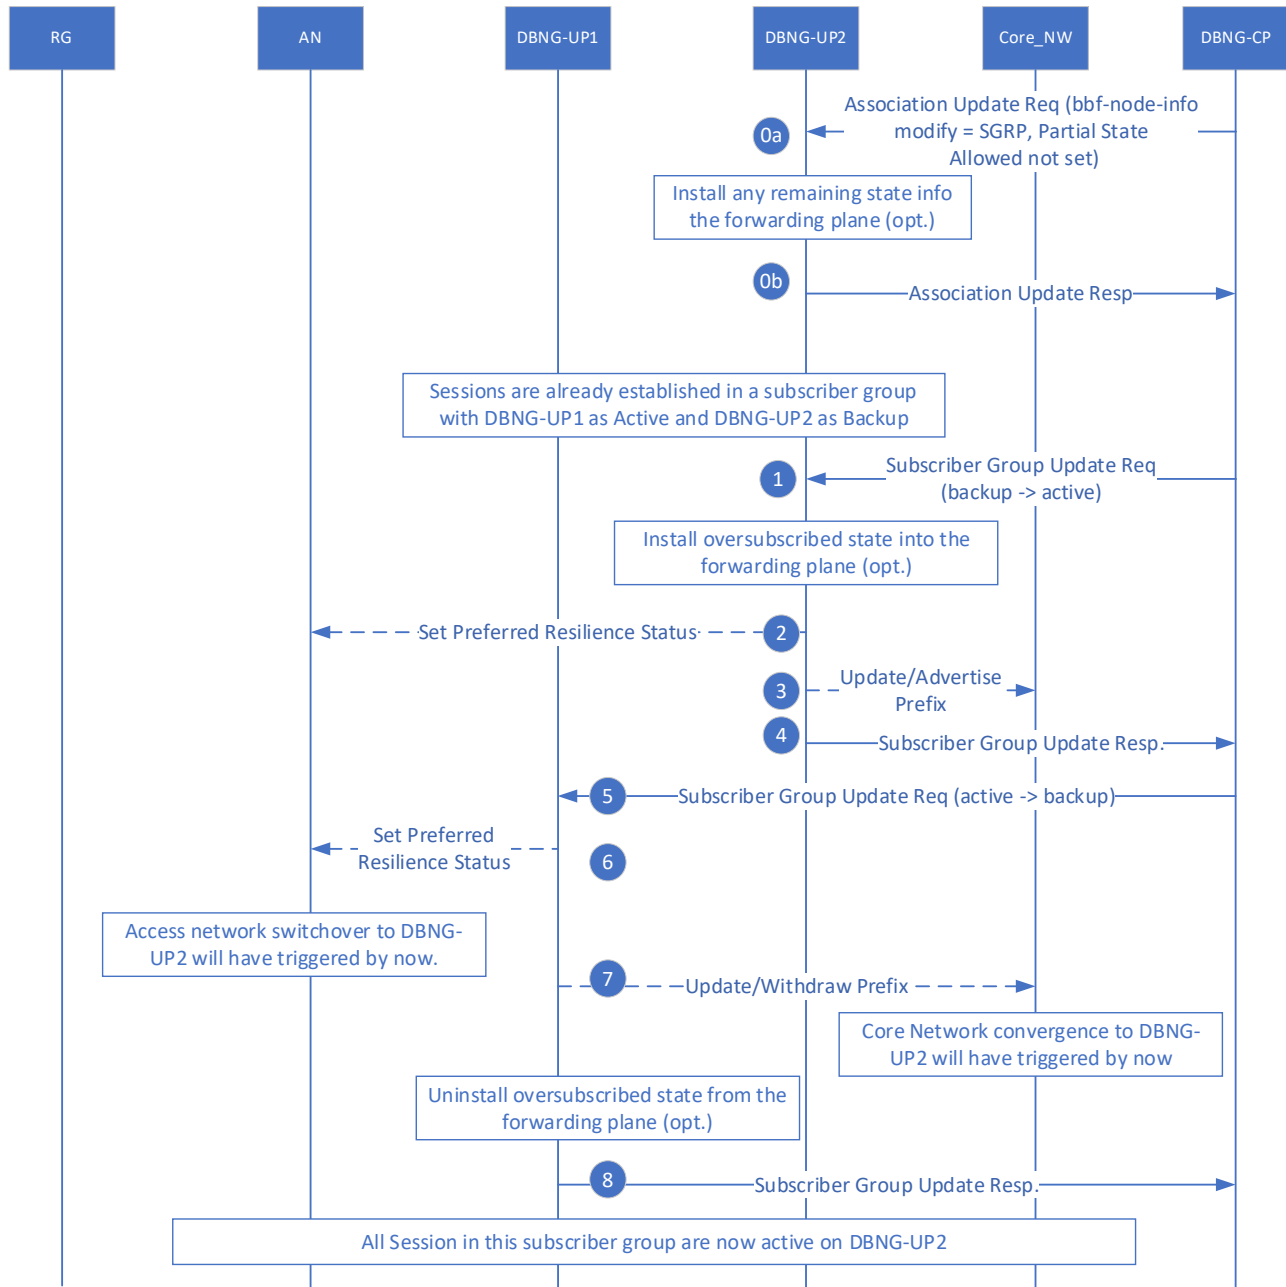 RG
AN
DBNG-UP1
DBNG-UP2
Core_NW
DBNG-CP
Association Update Req (bbf-node-info
modify = SGRP, Partial State
Allowed not set)
0a
Install any remaining state info
the forwarding plane (opt.)
0b
Association Update Resp
Sessions are already established in a subscriber group
with DBNG-UP1 as Active and DBNG-UP2 as Backup
1
Subscriber Group Update Req
(backup -> active)
Install oversubscribed state into the
forwarding plane (opt.)
Set Preferred Resilience Status
2
3
Update/Advertise
Prefix
4
Subscriber Group Update Resp.
5
Subscriber Group Update Req (active -> backup)
Set Preferred
Resilience Status
6
Access network switchover to DBNG-
UP2 will have triggered by now.
7
Update/Withdraw Prefix
Core Network convergence to DBNG-
UP2 will have triggered by now
Uninstall oversubscribed state from the
forwarding plane (opt.)
8
Subscriber Group Update Resp.
All Session in this subscriber group are now active on DBNG-UP2